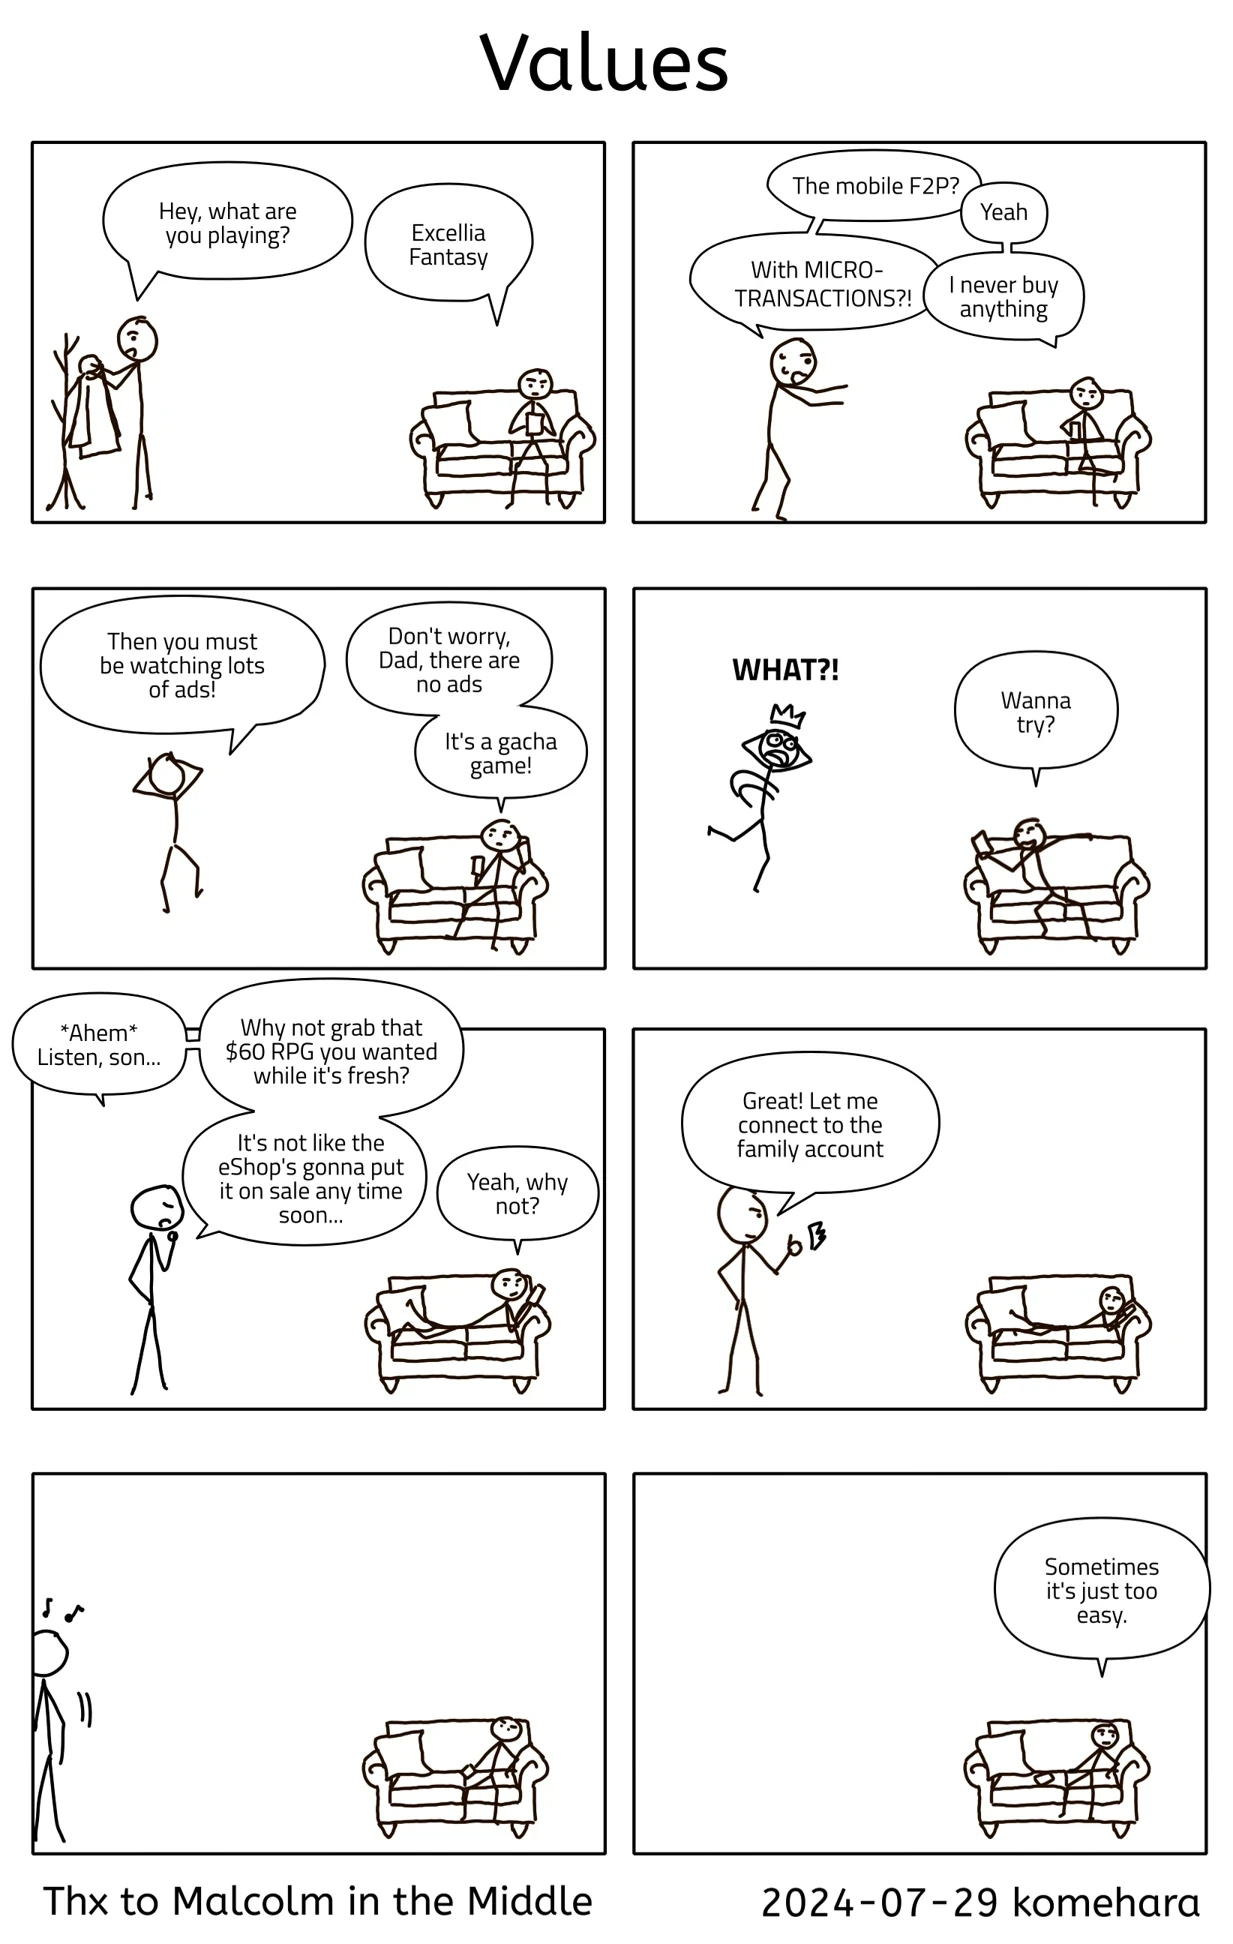 Values
Hey, what are
you playing?
Excellia
Fantasy
The mobile F2P?
Yeah
With MICRO-
TRANSACTIONS?!
I never buy
anything
Then you must
be watching lots
of ads!
Don't worry,
Dad, there are
no ads
It's a gacha
game!
WHAT?!
Wanna
try?
*Ahem*
Listen, son...
Why not grab that
$60 RPG you wanted
while it's fresh?
It's not like the
eShop's gonna put
it on sale any time
soon...
Yeah, why
not?
Great! Let me
connect to the
family account
Sometimes
it's just too
easy.
Thx to Malcolm in the Middle
2024-07-29 komehara